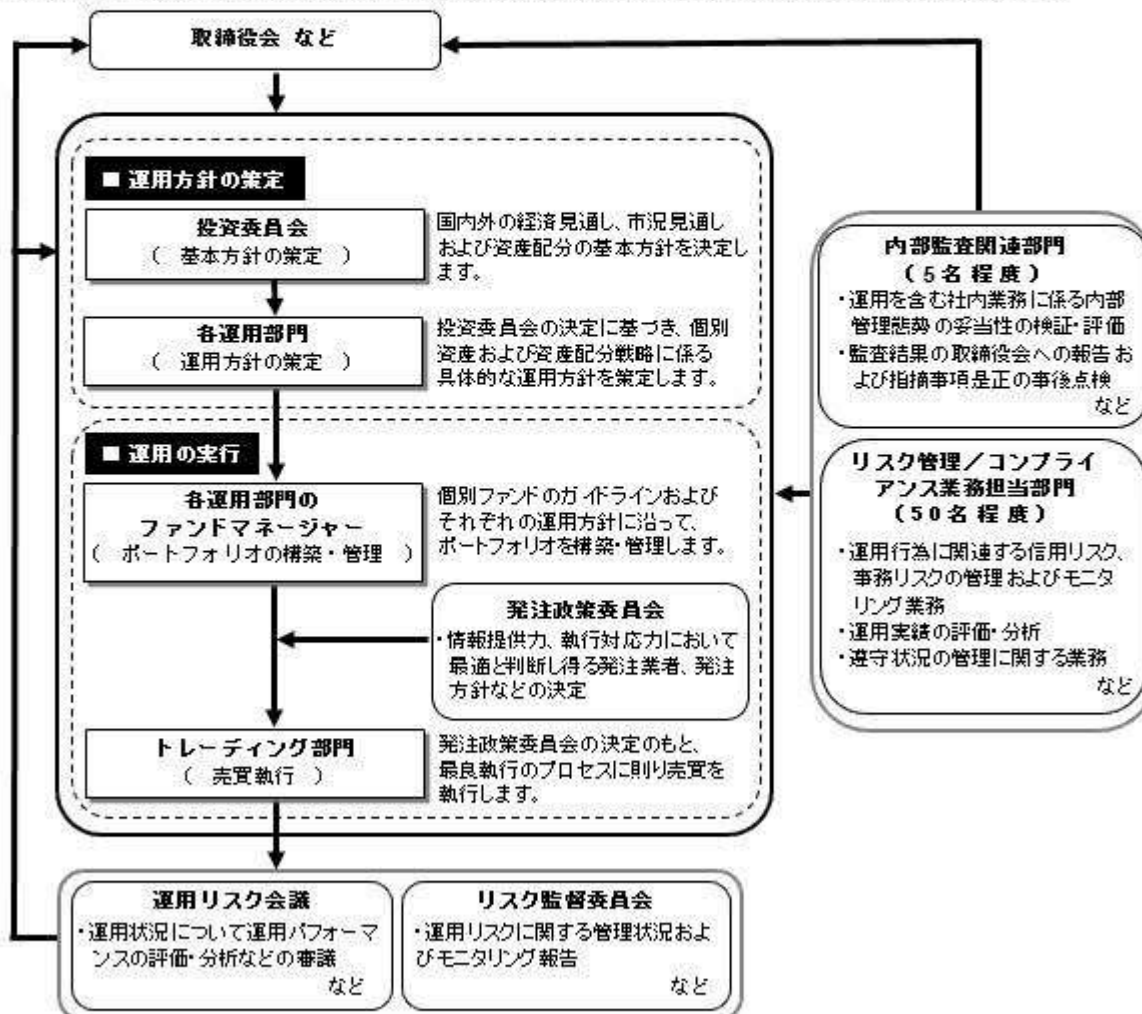 取締役会 など
■ 運用方針の策定
投資委員会
( 基本方針の策定 )
国内外の経済見通し、市況見通し
および資産配分の基本方針を決定し
ます。
各運用部門
( 運用方針の策定 )
投資委員会の決定に基づき、個別
資産および資産配分戦略に係る
具体的な運用方針を策定します。
■ 運用の実行
各運用部門の
ファンドマネージャー
( ポートフォリオの構築・管理 )
個別ファンドのガイドラインおよび
それぞれの運用方針に沿って、
ポートフォリオを構築・管理します。
発注政策委員会
・情報提供力、執行対応力において
最適と判断し得る発注業者、発注
方針などの決定
トレーディング部門
( 売買執行 )
発注政策委員会の決定のもと、
最良執行のプロセスに則り売買を
執行します。
内部監査関連部門
(5名程度)
・運用を含む社内業務に係る内部
管理態勢の妥当性の検証・評価
・監査結果の取締役会への報告お
よび指摘事項是正の事後点検
など
リスク管理/コンプライ
アンス業務担当部門
(50名程度)
・運用行為に関連する信用リスク、
事務リスクの管理およびモニタ
リング業務
・運用実績の評価・分析
・遵守状況の管理に関する業務
など
運用リスク会議
・運用状況について運用パフォーマ
ンスの評価・分析などの審議
など
リスク監督委員会
・運用リスクに関する管理状況およ
びモニタリング報告
など